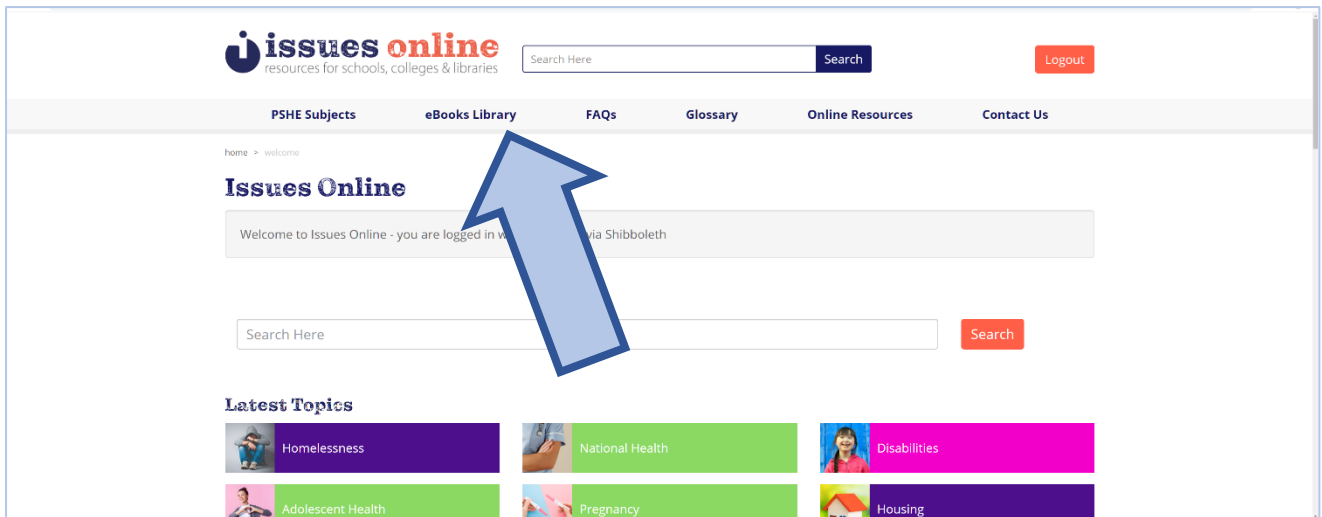 issues online
resources for schools, colleges & libraries
Search Here
Search
Logout
PSHE Subjects eBooks Library FAQs Glossary Online Resources Contact Us
home > welcome
Issues Online
Welcome to Issues Online - you are logged in via Shibboleth
Search Here
Search
Latest Topics
Homelessness National Health Disabilities
Adolescent Health Pregnancy Housing